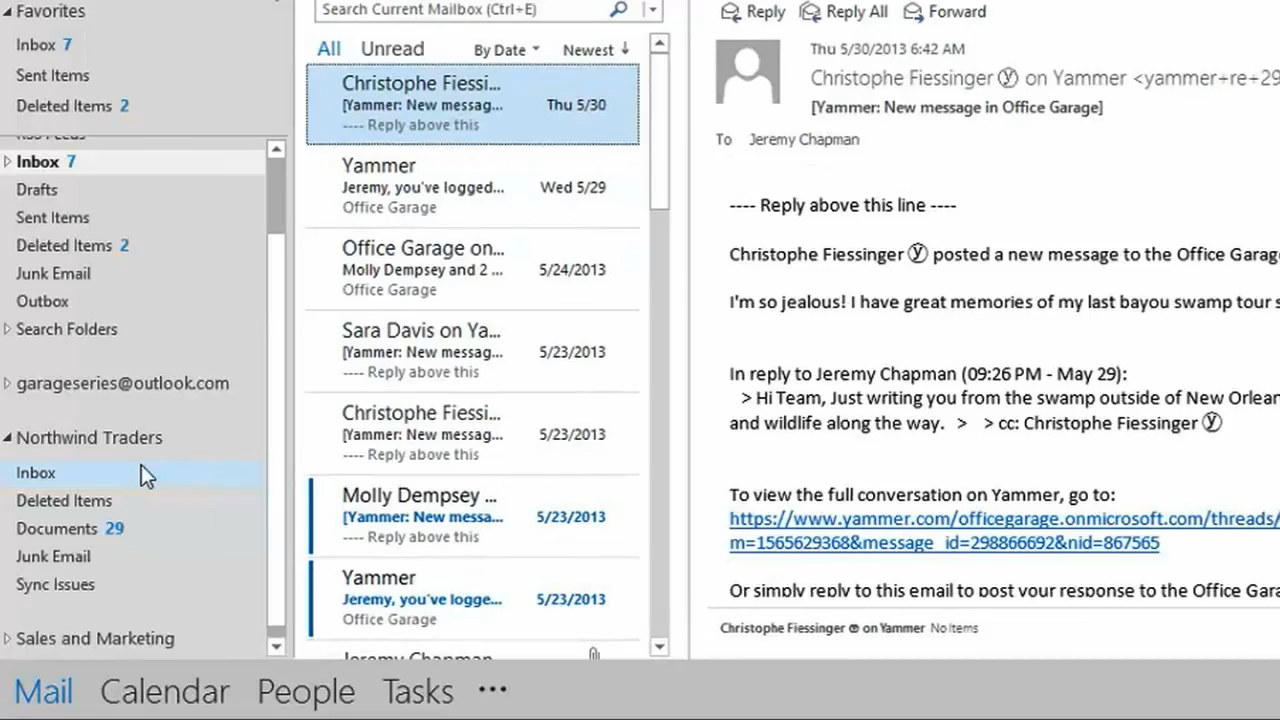 Favorites
Inbox 7
Sent Items
Deleted Items 2
RSS Feeds
Inbox 7
Drafts
Sent Items
Deleted Items 2
Junk Email
Outbox
Search Folders
garageseries@outlook.com
Northwind Traders
Inbox
Deleted Items
Documents 29
Junk Email
Sync Issues
Sales and Marketing
Search Current Mailbox (Ctrl+E)
All Unread By Date Newest
Christophe Fiessi...
[Yammer: New messag... Thu 5/30
---- Reply above this
Yammer
Jeremy, you've logged... Wed 5/29
Office Garage
Office Garage on...
Molly Dempsey and 2 ... 5/24/2013
Office Garage
Sara Davis on Ya...
[Yammer: New messag... 5/23/2013
---- Reply above this
Christophe Fiessi...
[Yammer: New messag... 5/23/2013
---- Reply above this
Molly Dempsey ...
[Yammer: New messa... 5/23/2013
---- Reply above this
Yammer
Jeremy, you've logge... 5/23/2013
Office Garage
Jeremy Chapman
Reply Reply All Forward
Thu 5/30/2013 6:42 AM
Christophe Fiessinger ⓨ on Yammer <yammer+re+29
[Yammer: New message in Office Garage]
To Jeremy Chapman
---- Reply above this line ----
Christophe Fiessinger ⓨ posted a new message to the Office Garag
I'm so jealous! I have great memories of my last bayou swamp tour s
In reply to Jeremy Chapman (09:26 PM - May 29):
> Hi Team, Just writing you from the swamp outside of New Orlean
and wildlife along the way. > > cc: Christophe Fiessinger ⓨ
To view the full conversation on Yammer, go to:
https://www.yammer.com/officegarage.onmicrosoft.com/threads/
m=1565629368&message_id=298866692&nid=867565
Or simply reply to this email to post your response to the Office Gara
Christophe Fiessinger ⓨ on Yammer No Items
Mail Calendar People Tasks ...